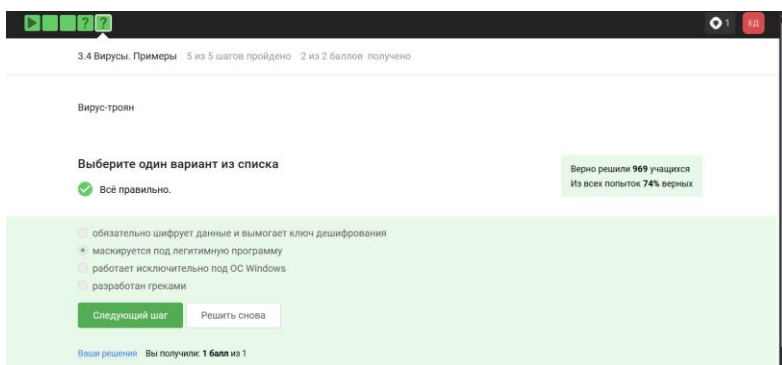 ? ?
1 ЕД
3.4 Вирусы. Примеры 5 из 5 шагов пройдено 2 из 2 баллов получено
Вирус-троян
Выберите один вариант из списка
Всё правильно.
Верно решили 969 учащихся
Из всех попыток 74% верных
обязательно шифрует данные и вымогает ключ дешифрования
маскируется под легитимную программу
работает исключительно под ОС Windows
разработан греками
Следующий шаг Решить снова
Ваши решения Вы получили: 1 балл из 1